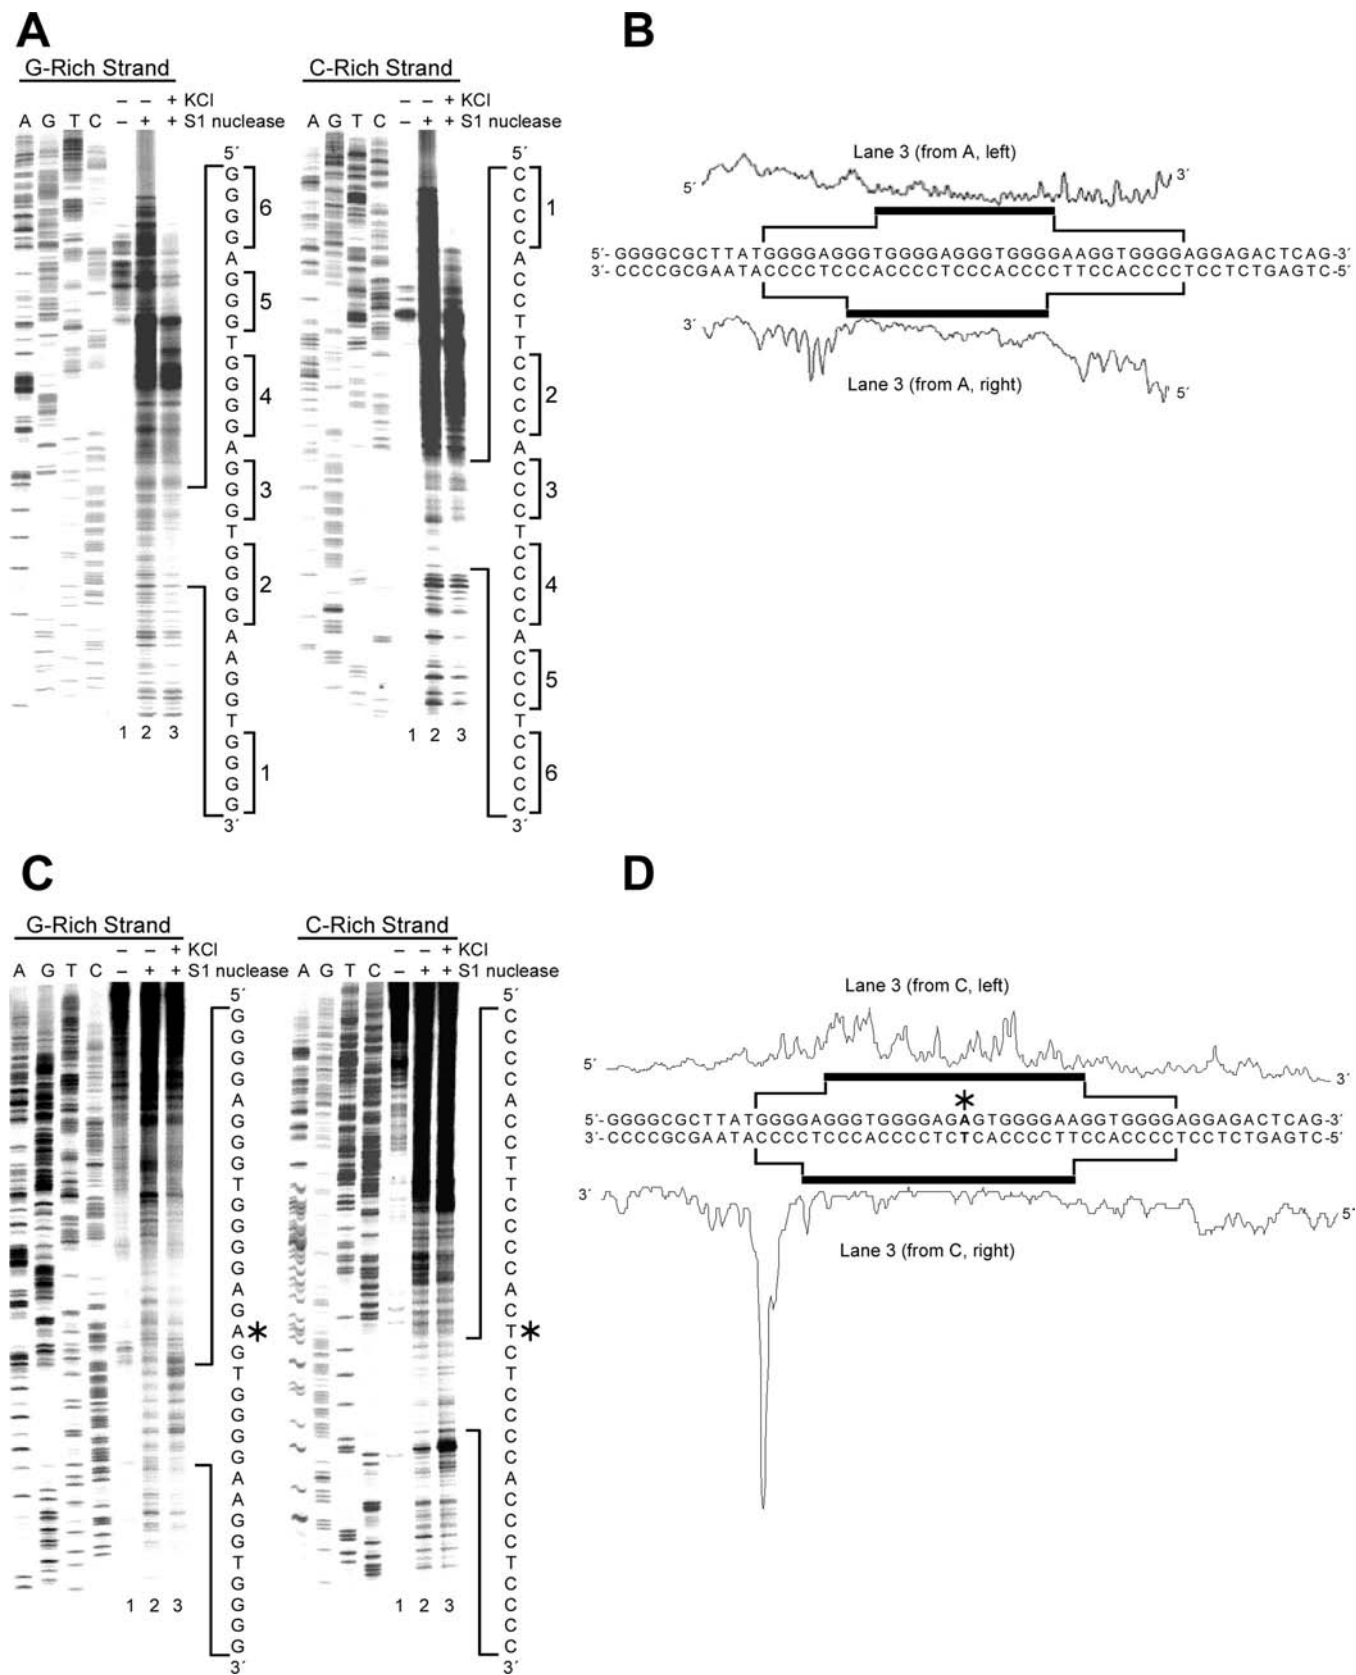 A
G-Rich Strand
– – + KCl
A G T C – + + S1 nuclease
5´
G G G G A G G G T G G G G A G G G T G G G G A A G G T G G G G
3´
6
5
4
3
2
1
1 2 3
C-Rich Strand
– – + KCl
A G T C – + + S1 nuclease
5´
C C C C A C C T T C C C C A C C C T C C C C A C C C T C C C C
3´
1
2
3
4
5
6
1 2 3
B
Lane 3 (from A, left)
5´ 3´
5´- GGGGCGCTTATGGGGAGGGTGGGGAGGGTGGGGAAGGTGGGGAGGAGACTCAG-3´
3´- CCCCGCGAATACCCCTCCCACCCCTCCCACCCCTTCCACCCCTCCTCTGAGTC-5´
3´ 5´
Lane 3 (from A, right)
C
G-Rich Strand
– – + KCl
A G T C – + + S1 nuclease
5´
G G G G A G G G T G G G G A G A * G T G G G G A A G G T G G G G
3´
1 2 3
C-Rich Strand
– – + KCl
A G T C – + + S1 nuclease
5´
C C C C A C C T T C C C C A C T * C T C C C C A C C C T C C C C
3´
1 2 3
D
Lane 3 (from C, left)
5´ 3´
*
5´-GGGGCGCTTATGGGGAGGGTGGGGAGAGTGGGGAAGGTGGGGAGGAGACTCAG-3´
3´-CCCCGCGAATACCCCTCCCACCCCTCTCACCCCTTCCACCCCTCCTCTGAGTC-5´
3´ 5´
Lane 3 (from C, right)